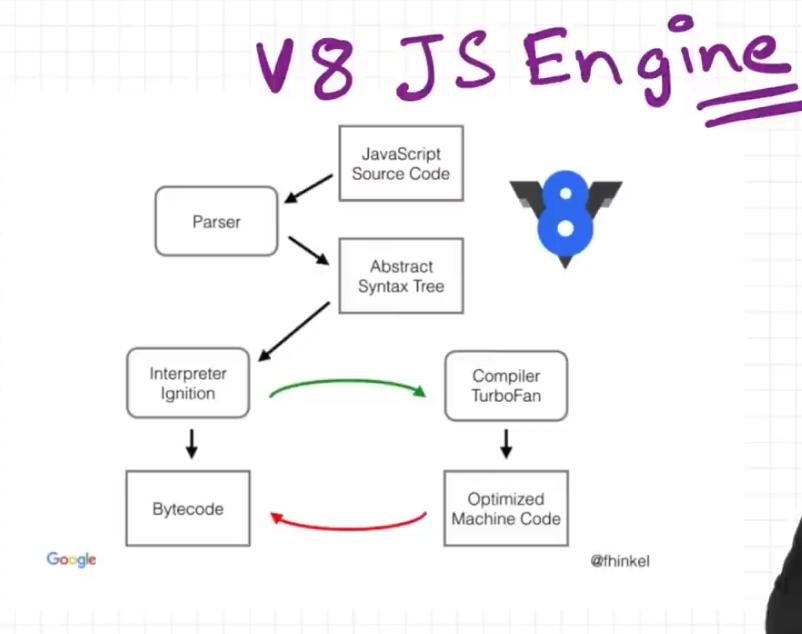 V8 JS Engine
JavaScript
Source Code
Parser
Abstract
Syntax Tree
Interpreter
Ignition
Compiler
TurboFan
Bytecode
Optimized
Machine Code
Google
@fhinkel